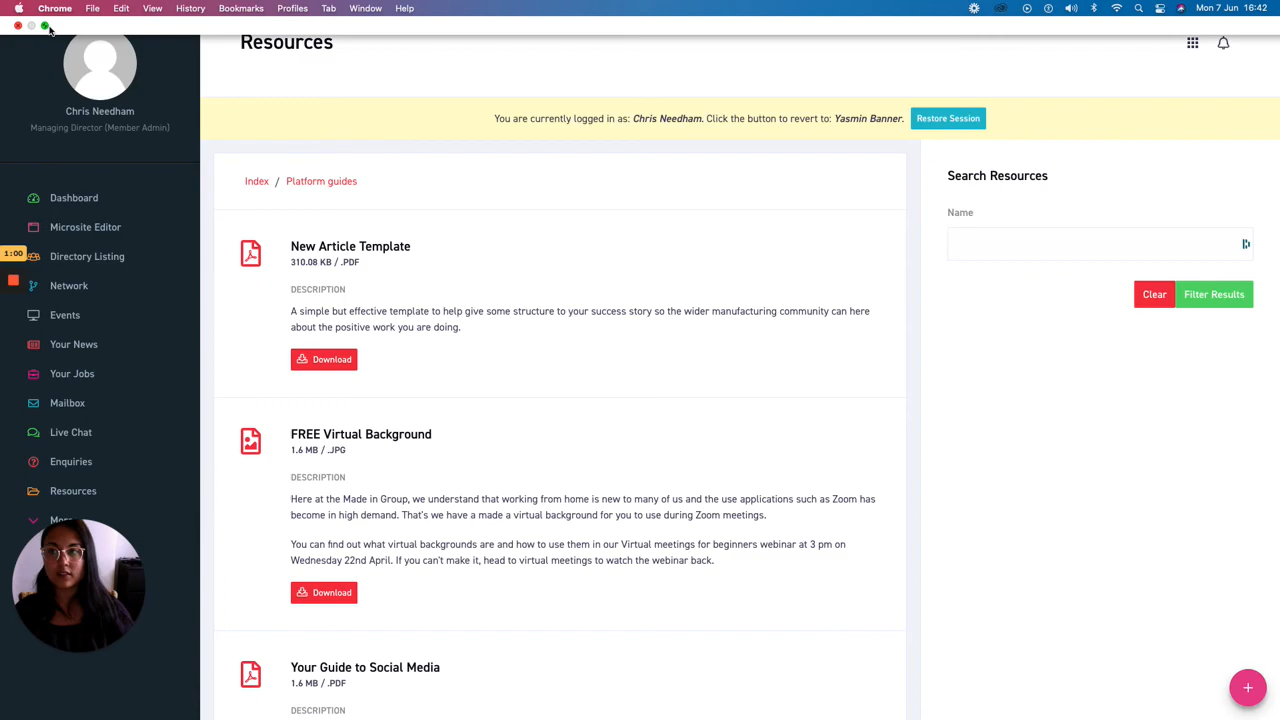 Chrome File Edit View History Bookmarks Profiles Tab Window Help
Mon 7 Jun 16:42
Resources
Chris Needham
Managing Director (Member Admin)
You are currently logged in as: Chris Needham. Click the button to revert to: Yasmin Banner. Restore Session
Dashboard
Microsite Editor
1:00
Directory Listing
Network
Events
Your News
Your Jobs
Mailbox
Live Chat
Enquiries
Resources
Index / Platform guides
New Article Template
310.08 KB / .PDF
DESCRIPTION
A simple but effective template to help give some structure to your success story so the wider manufacturing community can here
about the positive work you are doing.
Download
FREE Virtual Background
1.6 MB / .JPG
DESCRIPTION
Here at the Made in Group, we understand that working from home is new to many of us and the use applications such as Zoom has
become in high demand. That's we have a made a virtual background for you to use during Zoom meetings.
You can find out what virtual backgrounds are and how to use them in our Virtual meetings for beginners webinar at 3 pm on
Wednesday 22nd April. If you can't make it, head to virtual meetings to watch the webinar back.
Download
Your Guide to Social Media
1.6 MB / .PDF
DESCRIPTION
Search Resources
Name
Clear Filter Results